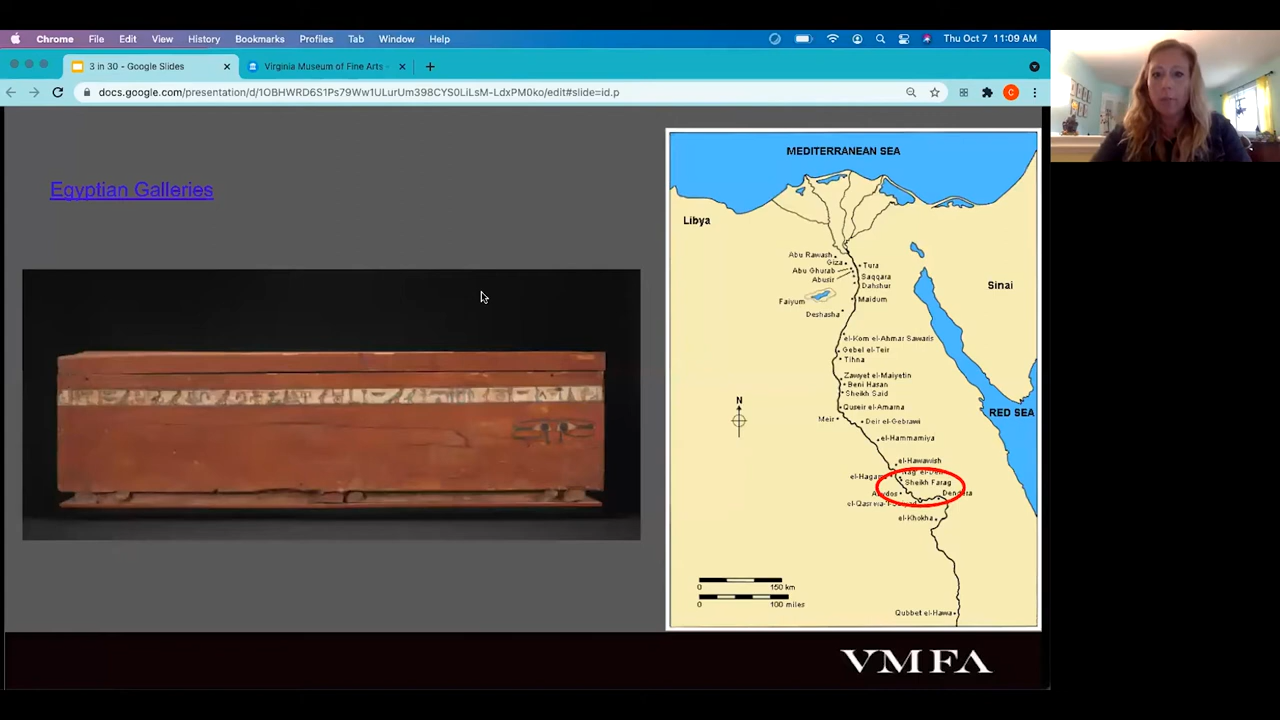 Chrome File Edit View History Bookmarks Profiles Tab Window Help Thu Oct 7 11:09 AM
3 in 30 - Google Slides × Virginia Museum of Fine Arts - × +
docs.google.com/presentation/d/1OBHWRD6S1Ps79Ww1ULurUm398CYS0LiLsM-LdxPM0ko/edit#slide=id.p
C
Egyptian Galleries
MEDITERRANEAN SEA
Libya
Abu Rawash
Giza
Tura
Abu Ghurab
Saqqara
Abusir
Dahshur
Sinai
Faiyum
Maidum
Deshasha
el-Kom el-Ahmar Sawaris
Gebel el-Teir
Tihna
Zawyet el-Maiyetin
Beni Hasan
Sheikh Said
N
Quseir el-Amarna
RED SEA
Meir
Deir el-Gebrawi
el-Hammamiya
el-Hawawish
el-Hagarsa
Sheikh Farag
Abydos
Dendera
el-Khokha
0 150 km
0 100 miles
Qubbet el-Hawa
VMFA